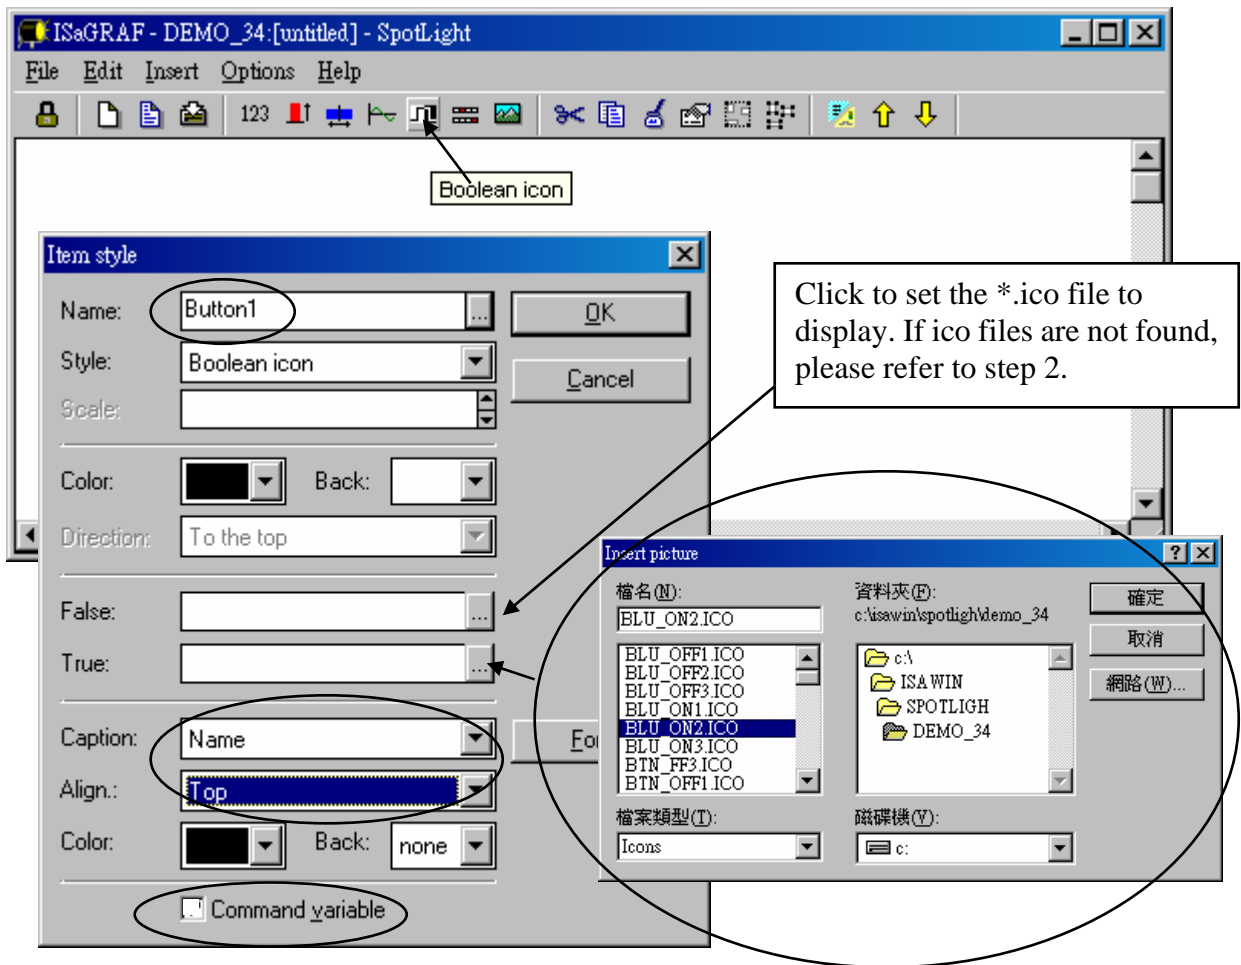 ISaGRAF - DEMO_34:[untitled] - SpotLight
File Edit Insert Options Help
123
Boolean icon
Item style
Name: Button1 ...
OK
Style: Boolean icon
Cancel
Scale:
Color: Back:
Direction: To the top
False: ...
True: ...
Caption: Name
Align.: Top
Color: Back: none
Command variable
Click to set the *.ico file to
display. If ico files are not found,
please refer to step 2.
Insert picture
檔名(N):
BLU_ON2.ICO
BLU_OFF1.ICO
BLU_OFF2.ICO
BLU_OFF3.ICO
BLU_ON1.ICO
BLU_ON2.ICO
BLU_ON3.ICO
BTN_FF3.ICO
BTN_OFF1.ICO
檔案類型(T):
Icons
資料夾(F):
c:\isawin\spotligh\demo_34
c:\
ISAWIN
SPOTLIGH
DEMO_34
磁碟機(V):
c:
確定
取消
網路(W)...